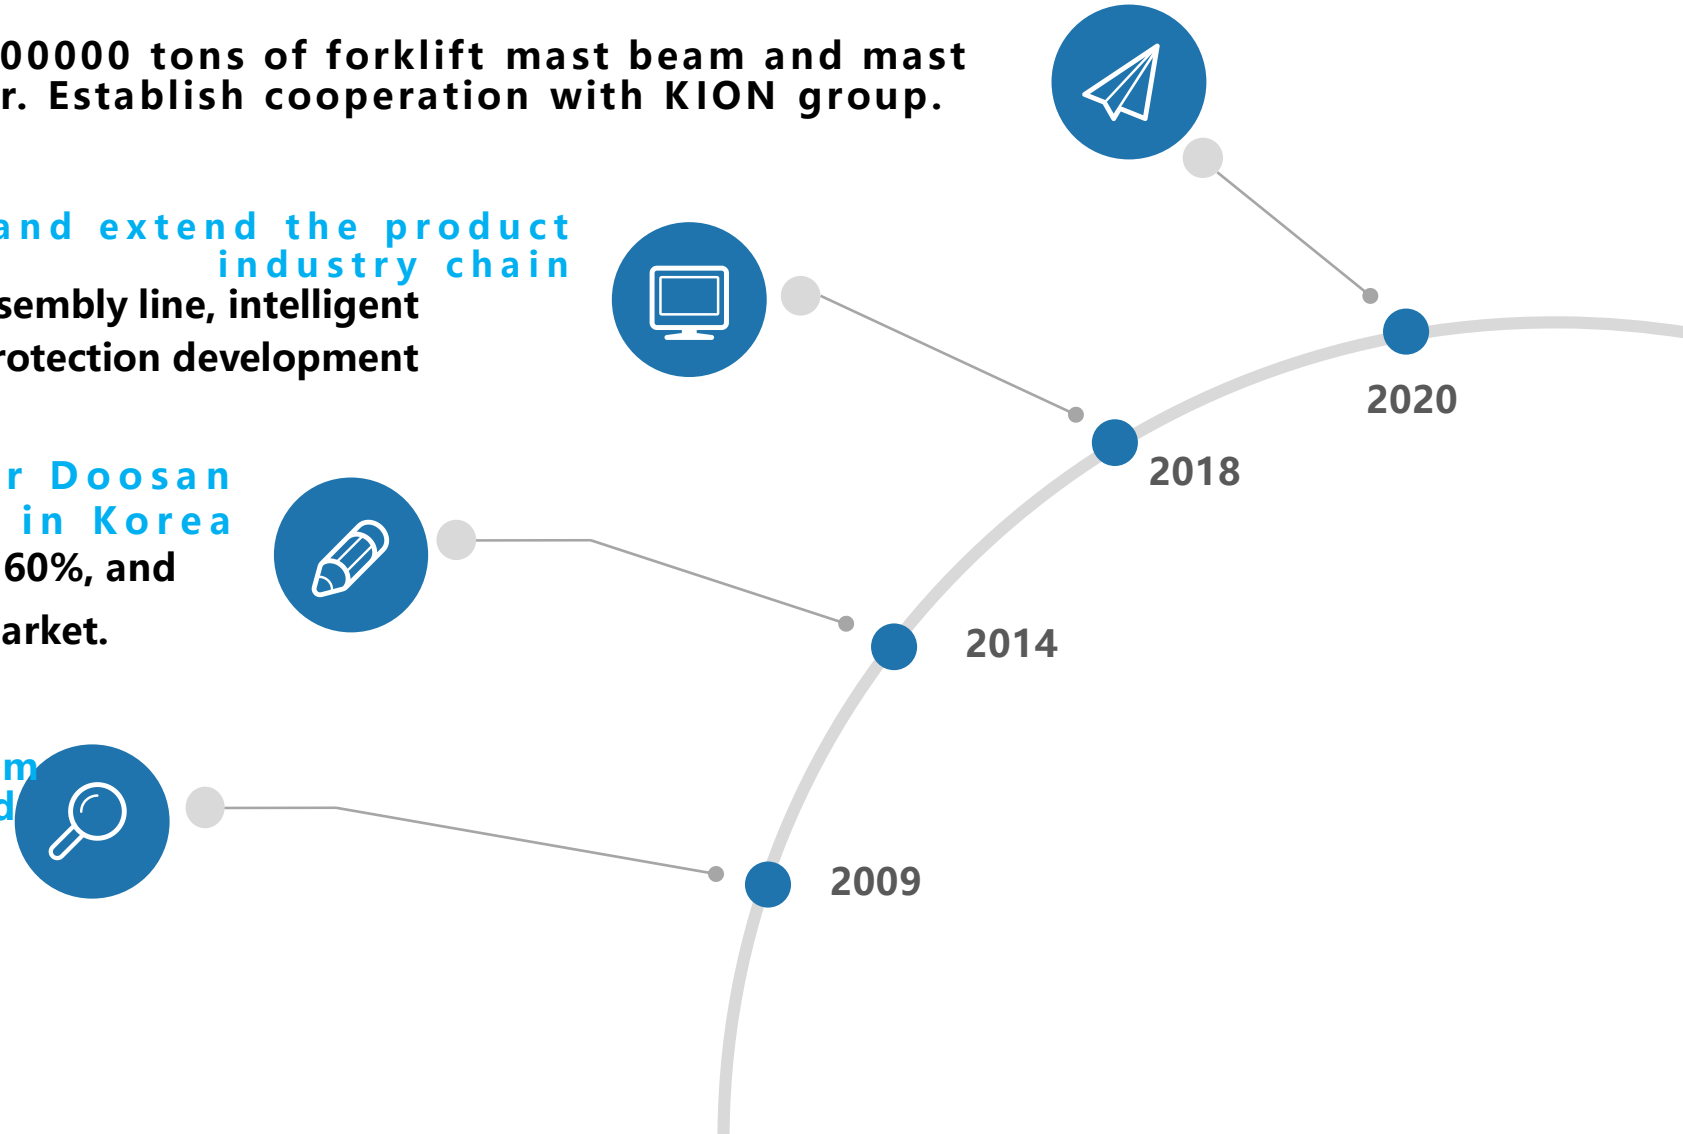 00000 tons of forklift mast beam and mast
r. Establish cooperation with KION group.
and extend the product
industry chain
sembly line, intelligent
rotection development
2020
2018
r Doosan
in Korea
60%, and
arket.
2014
m
d
2009